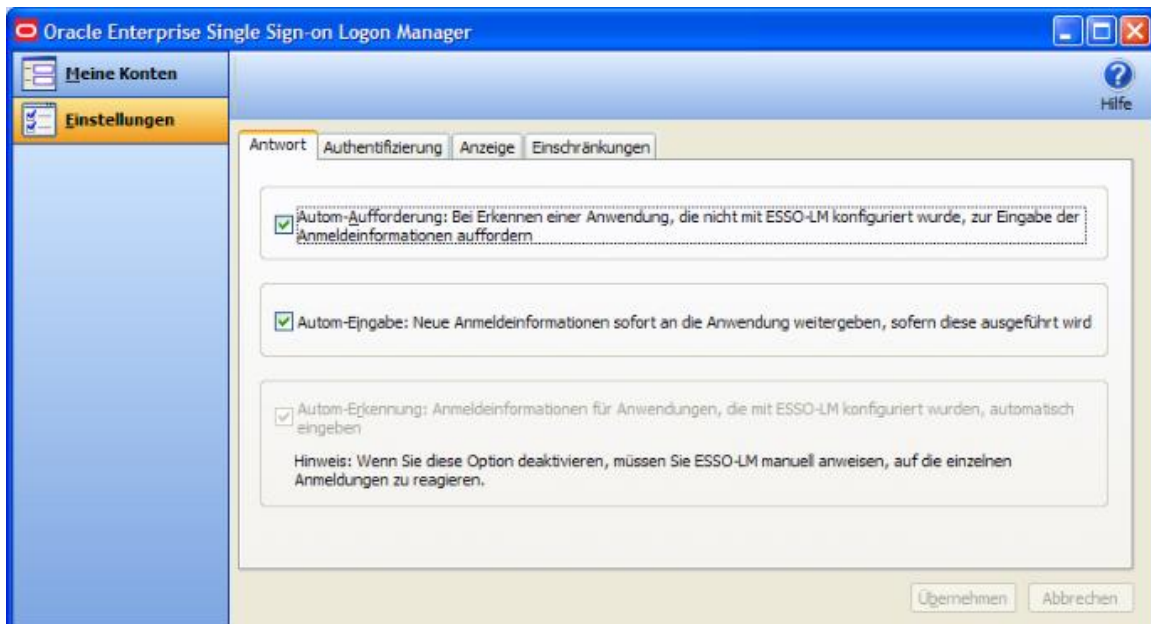 Oracle Enterprise Single Sign-on Logon Manager
Meine Konten
Einstellungen
Hilfe
Antwort Authentifizierung Anzeige Einschränkungen
Autom-Aufforderung: Bei Erkennen einer Anwendung, die nicht mit ESSO-LM konfiguriert wurde, zur Eingabe der
Anmeldeinformationen auffordern
Autom-Eingabe: Neue Anmeldeinformationen sofort an die Anwendung weitergeben, sofern diese ausgeführt wird
Autom-Erkennung: Anmeldeinformationen für Anwendungen, die mit ESSO-LM konfiguriert wurden, automatisch
eingeben
Hinweis: Wenn Sie diese Option deaktivieren, müssen Sie ESSO-LM manuell anweisen, auf die einzelnen
Anmeldungen zu reagieren.
Übernehmen Abbrechen